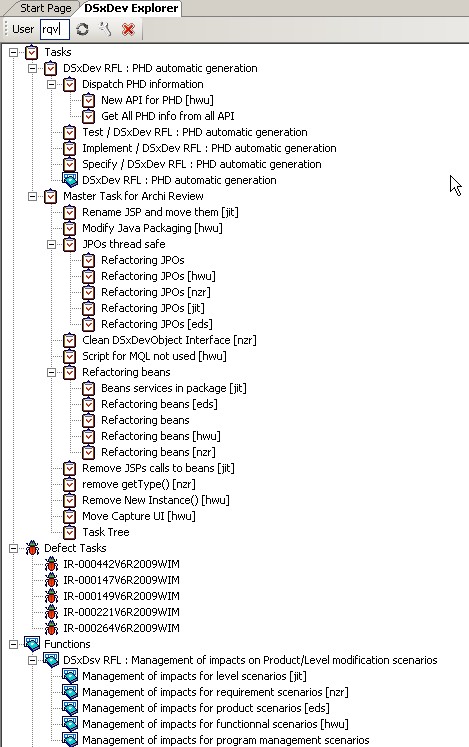 Start Page
DSxDev Explorer
User rqv
Tasks
DSxDev RFL : PHD automatic generation
Dispatch PHD information
New API for PHD [hwu]
Get All PHD info from all API
Test / DSxDev RFL : PHD automatic generation
Implement / DSxDev RFL : PHD automatic generation
Specify / DSxDev RFL : PHD automatic generation
DSxDev RFL : PHD automatic generation
Master Task for Archi Review
Rename JSP and move them [jit]
Modify Java Packaging [hwu]
JPOs thread safe
Refactoring JPOs
Refactoring JPOs [hwu]
Refactoring JPOs [nzr]
Refactoring JPOs [jit]
Refactoring JPOs [eds]
Clean DSxDevObject Interface [nzr]
Script for MQL not used [hwu]
Refactoring beans
Beans services in package [jit]
Refactoring beans [eds]
Refactoring beans
Refactoring beans [hwu]
Refactoring beans [nzr]
Remove JSPs calls to beans [jit]
remove getType() [nzr]
Remove New Instance() [hwu]
Move Capture UI [hwu]
Task Tree
Defect Tasks
IR-000442V6R2009WIM
IR-000147V6R2009WIM
IR-000149V6R2009WIM
IR-000221V6R2009WIM
IR-000264V6R2009WIM
Functions
DSxDsv RFL : Management of impacts on Product/Level modification scenarios
Management of impacts for level scenarios [jit]
Management of impacts for requirement scenarios [nzr]
Management of impacts for product scenarios [eds]
Management of impacts for functionnal scenarios [hwu]
Management of impacts for program management scenarios